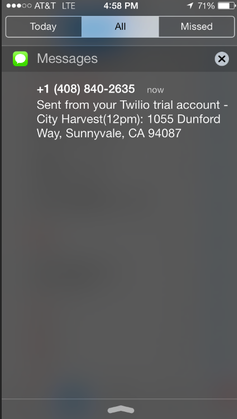 AT&T LTE 4:58 PM 71%
Today All Missed
Messages
+1 (408) 840-2635 now
Sent from your Twilio trial account -
City Harvest(12pm): 1055 Dunford
Way, Sunnyvale, CA 94087